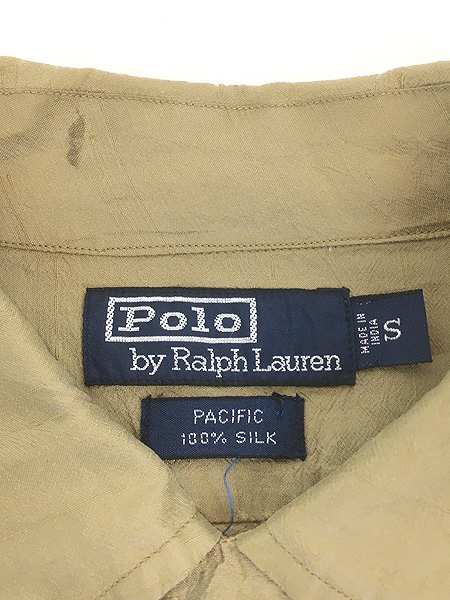 Polo
by Ralph Lauren
MADE IN
INDIA
S
PACIFIC
100% SILK